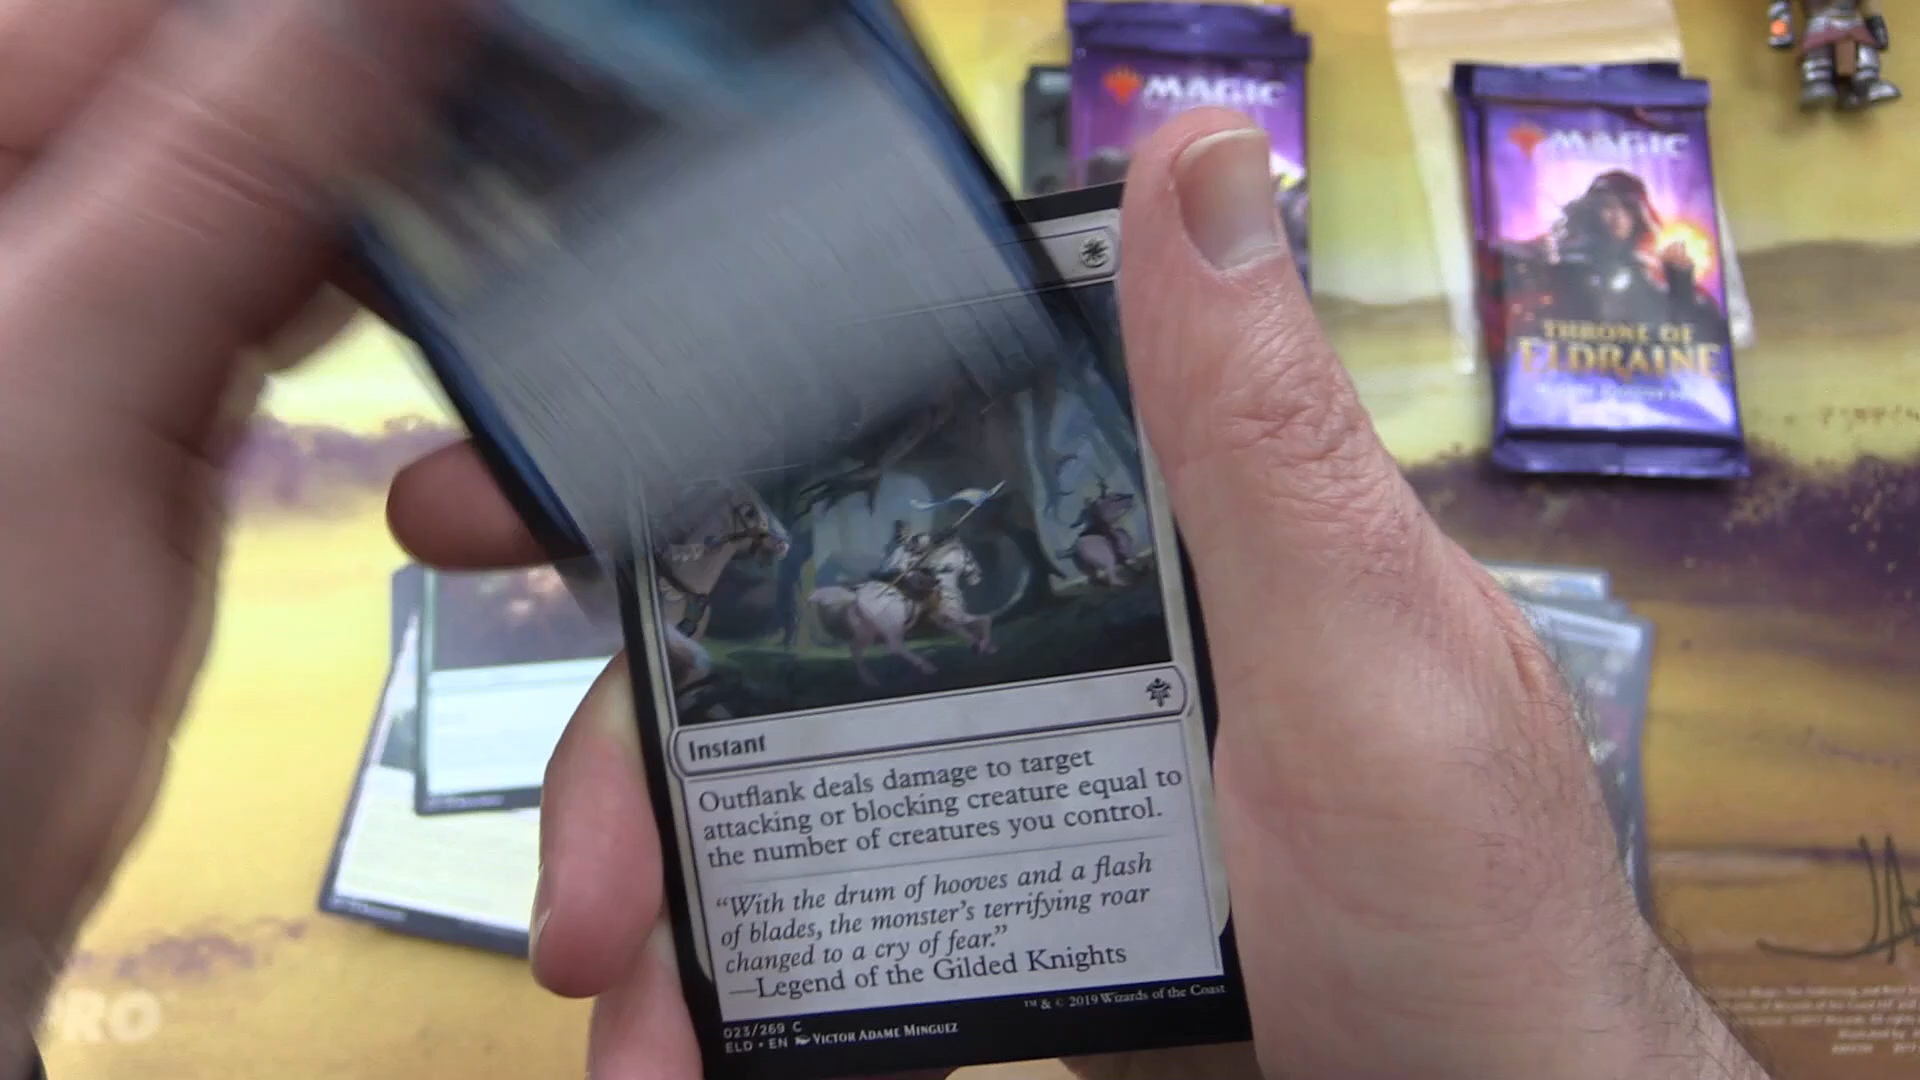 MAGIC
MAGIC
THRONE OF
ELDRAINE
Instant
Outflank deals damage to target
attacking or blocking creature equal to
the number of creatures you control.
“With the drum of hooves and a flash
of blades, the monster’s terrifying roar
changed to a cry of fear.”
—Legend of the Gilded Knights
™ & © 2019 Wizards of the Coast
023/269 C
ELD • EN VICTOR ADAME MINGUEZ
RO